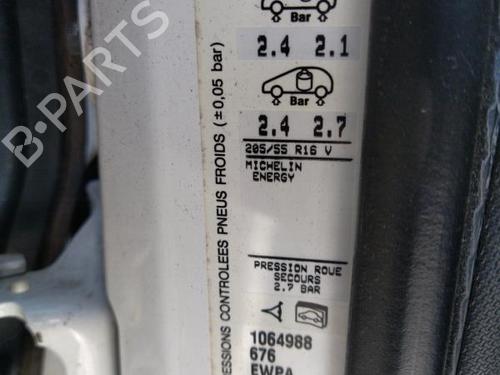 B-PARTS
ESSIONS CONTROLEES PNEUS FROIDS (±0,05 bar)
Bar
2.4 2.1
Bar
2.4 2.7
205/55 R16 V
MICHELIN
ENERGY
PRESSION ROUE
SECOURS
2.7 BAR
1064988
676
EWPA